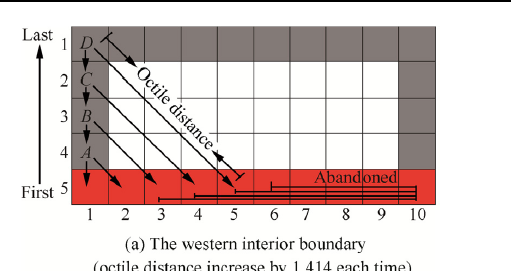 Last
1 D
2 C
3 B
4 A
First 5
Octile distance
Abandoned
1 2 3 4 5 6 7 8 9 10
(a) The western interior boundary
(octile distance increase by 1.414 each time)